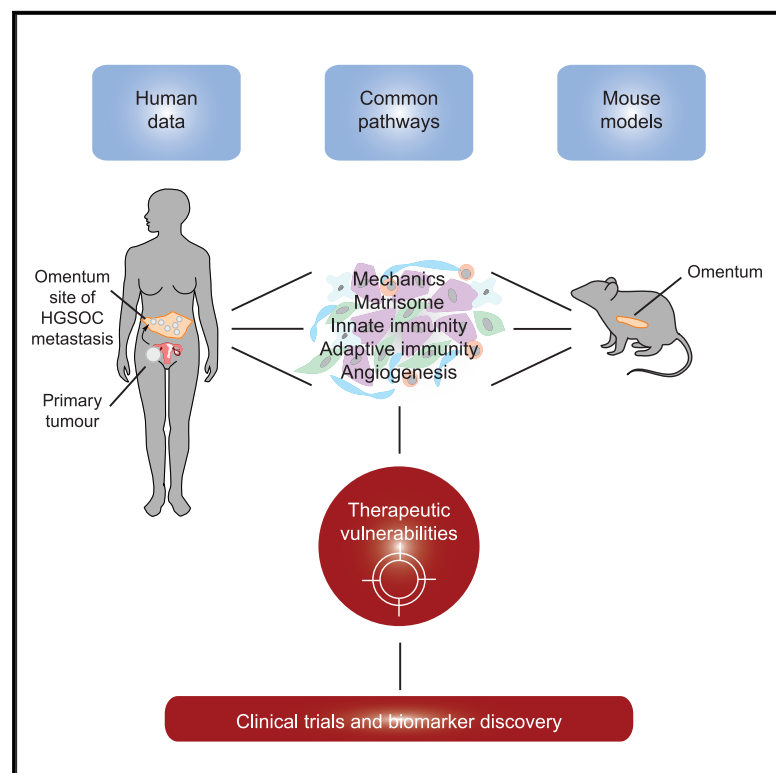 Human
data
Common
pathways
Mouse
models
Omentum
site of
HGSOC
metastasis
Primary
tumour
Mechanics
Matrisome
Innate immunity
Adaptive immunity
Angiogenesis
Omentum
Therapeutic
vulnerabilities
Clinical trials and biomarker discovery